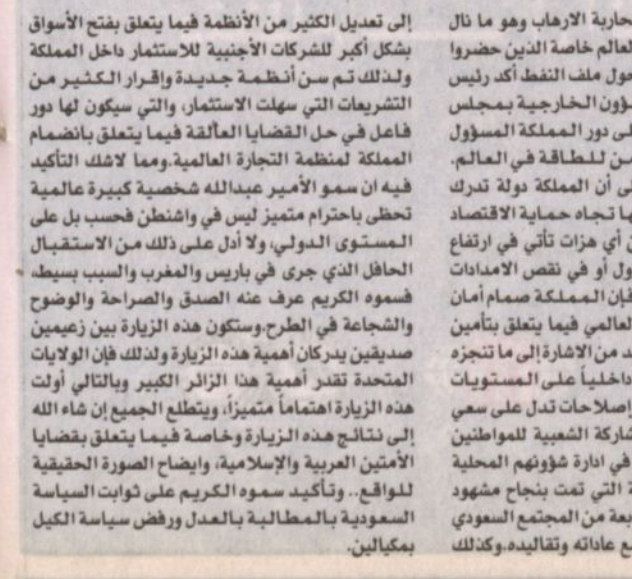 حاربة الارهاب وهو ما نال
لعالم خاصة الذين حضروا
حول ملف النفط أكد رئيس
ؤون الخارجية بمجلس
ى دور المملكة المسؤول
من للطاقة في العالم.
ى أن المملكة دولة تدرك
ها تجاه حماية الاقتصاد
ن أي هزات تأتي في ارتفاع
ول أو في نقص الامدادات
فإن المملكة صمام أمان
لعالمي فيما يتعلق بتأمين
د من الاشارة إلى ما تنجزه
داخلياً على المستويات
إصلاحات تدل على سعي
شاركة الشعبية للمواطنين
في ادارة شؤونهم المحلية
ة التي تمت بنجاح مشهود
بعة من المجتمع السعودي
ع عاداته وتقاليده.وكذلك
إلى تعديل الكثير من الأنظمة فيما يتعلق بفتح الأسواق
بشكل أكبر للشركات الأجنبية للاستثمار داخل المملكة
ولذلك تم سن أنظمة جديدة وإقرار الكثير من
التشريعات التي سهلت الاستثمار، والتي سيكون لها دور
فاعل في حل القضايا العالقة فيما يتعلق بانضمام
المملكة لمنظمة التجارة العالمية.ومما لاشك التأكيد
فيه ان سمو الأمير عبدالله شخصية كبيرة عالمية
تحظى باحترام متميز ليس في واشنطن فحسب بل على
المستوى الدولي، ولا أدل على ذلك من الاستقبال
الحافل الذي جرى في باريس والمغرب والسبب بسيط،
فسموه الكريم عرف عنه الصدق والصراحة والوضوح
والشجاعة في الطرح.وستكون هذه الزيارة بين زعيمين
صديقين يدركان أهمية هذه الزيارة ولذلك فإن الولايات
المتحدة تقدر أهمية هذا الزائر الكبير وبالتالي أولت
هذه الزيارة اهتماماً متميزاً، ويتطلع الجميع إن شاء الله
إلى نتائج هذه الزيارة وخاصة فيما يتعلق بقضايا
الأمتين العربية والإسلامية، وايضاح الصورة الحقيقية
للواقع.. وتأكيد سموه الكريم على ثوابت السياسة
السعودية بالمطالبة بالعدل ورفض سياسة الكيل
بمكيالين.